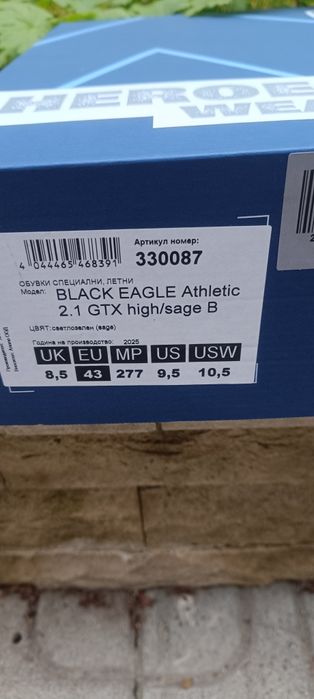 HEROE
WEA
Артикул номер:
330087
4 044465 468391
ОБУВКИ СПЕЦИАЛНИ, ЛЕТНИ
Модел: BLACK EAGLE Athletic
2.1 GTX high/sage B
ЦВЯТ: светлозелен (sage)
Година на производство: 2025
UK EU MP US USW
8,5 43 277 9,5 10,5